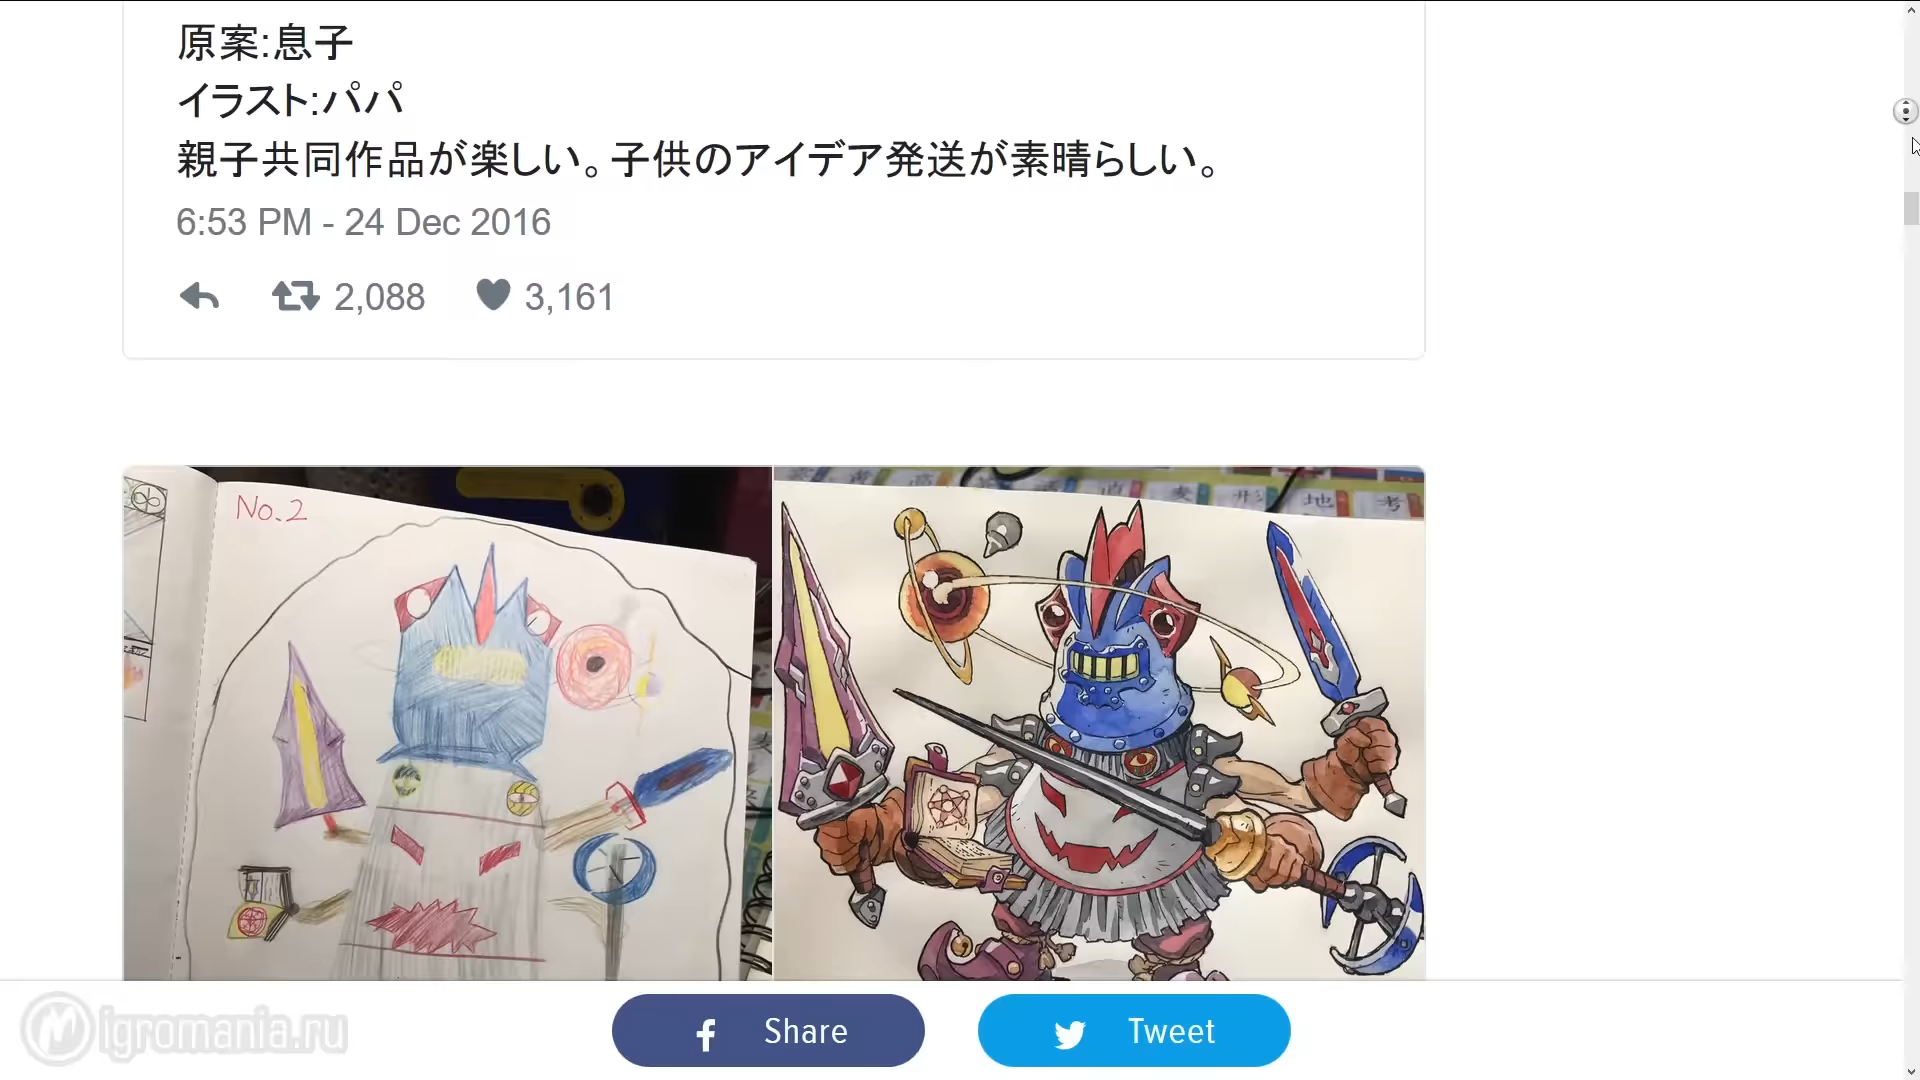 原案:息子
イラスト:パパ
親子共同作品が楽しい。子供のアイデア発送が素晴らしい。
6:53 PM - 24 Dec 2016
2,088 3,161
No.2
地 考
igromania.ru
Share Tweet